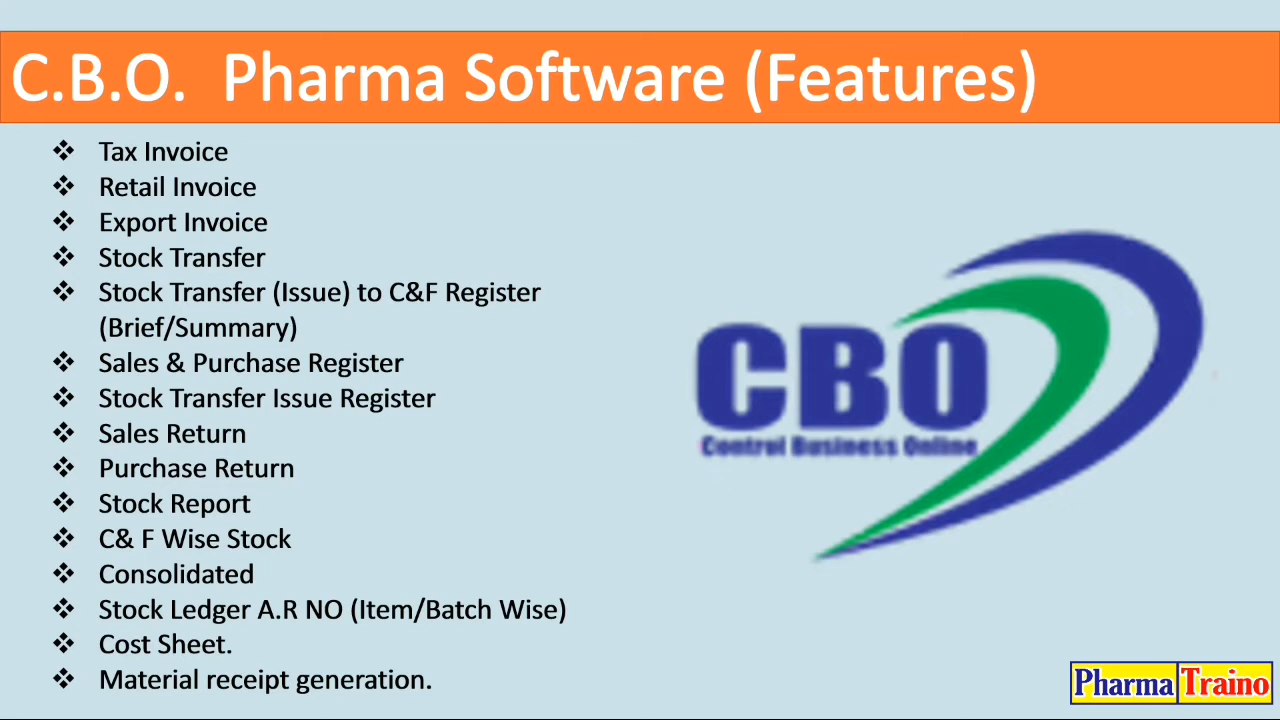 C.B.O. Pharma Software (Features)
❖ Tax Invoice
❖ Retail Invoice
❖ Export Invoice
❖ Stock Transfer
❖ Stock Transfer (Issue) to C&F Register
(Brief/Summary)
❖ Sales & Purchase Register
❖ Stock Transfer Issue Register
❖ Sales Return
❖ Purchase Return
❖ Stock Report
❖ C& F Wise Stock
❖ Consolidated
❖ Stock Ledger A.R NO (Item/Batch Wise)
❖ Cost Sheet.
❖ Material receipt generation.
CBO
Control Business Online
Pharma Traino